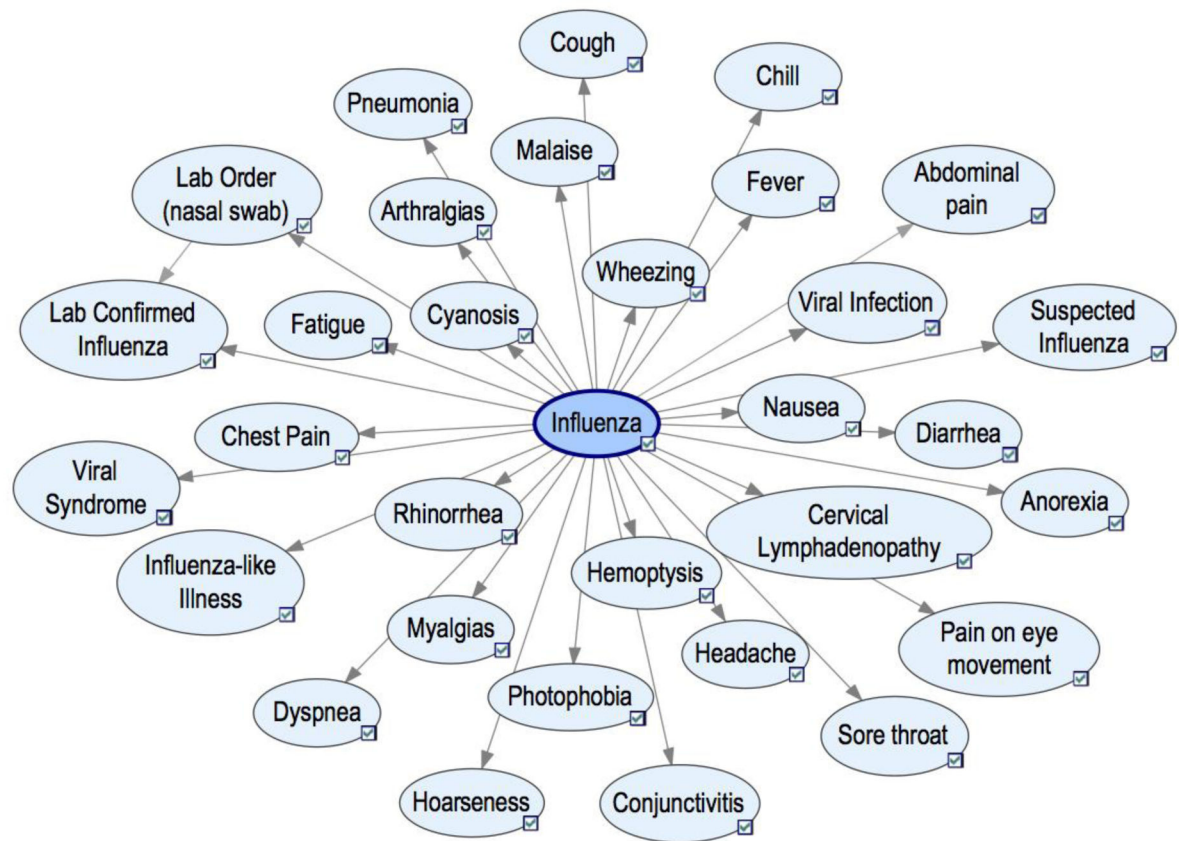 Cough
Chill
Pneumonia
Malaise
Fever
Lab Order
(nasal swab)
Arthralgias
Abdominal
pain
Wheezing
Viral Infection
Suspected
Influenza
Lab Confirmed
Influenza
Fatigue
Cyanosis
Influenza
Nausea
Diarrhea
Chest Pain
Viral
Syndrome
Rhinorrhea
Cervical
Lymphadenopathy
Anorexia
Influenza-like
Illness
Hemoptysis
Myalgias
Headache
Pain on eye
movement
Dyspnea
Photophobia
Sore throat
Hoarseness
Conjunctivitis